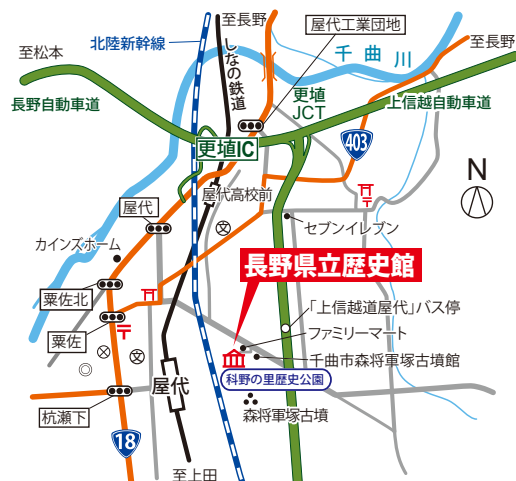 至長野
屋代工業団地
北陸新幹線
至松本
しなの鉄道
千曲川
至長野
長野自動車道
更埴
JCT
上信越自動車道
更埴IC
403
N
屋代高校前
屋代
文
セブンイレブン
カインズホーム
長野県立歴史館
粟佐北
「上信越道屋代」バス停
粟佐
ファミリーマート
文
千曲市森将軍塚古墳館
屋代
科野の里歴史公園
杭瀬下
森将軍塚古墳
18
至上田